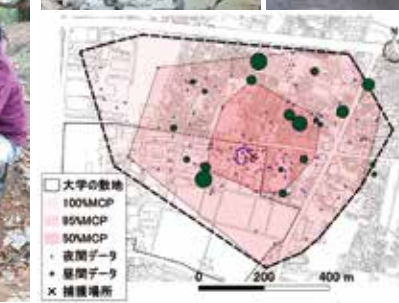 大学の敷地
100%MCP
95%MCP
50%MCP
夜間データ
昼間データ
× 捕獲場所
0 200 400 m